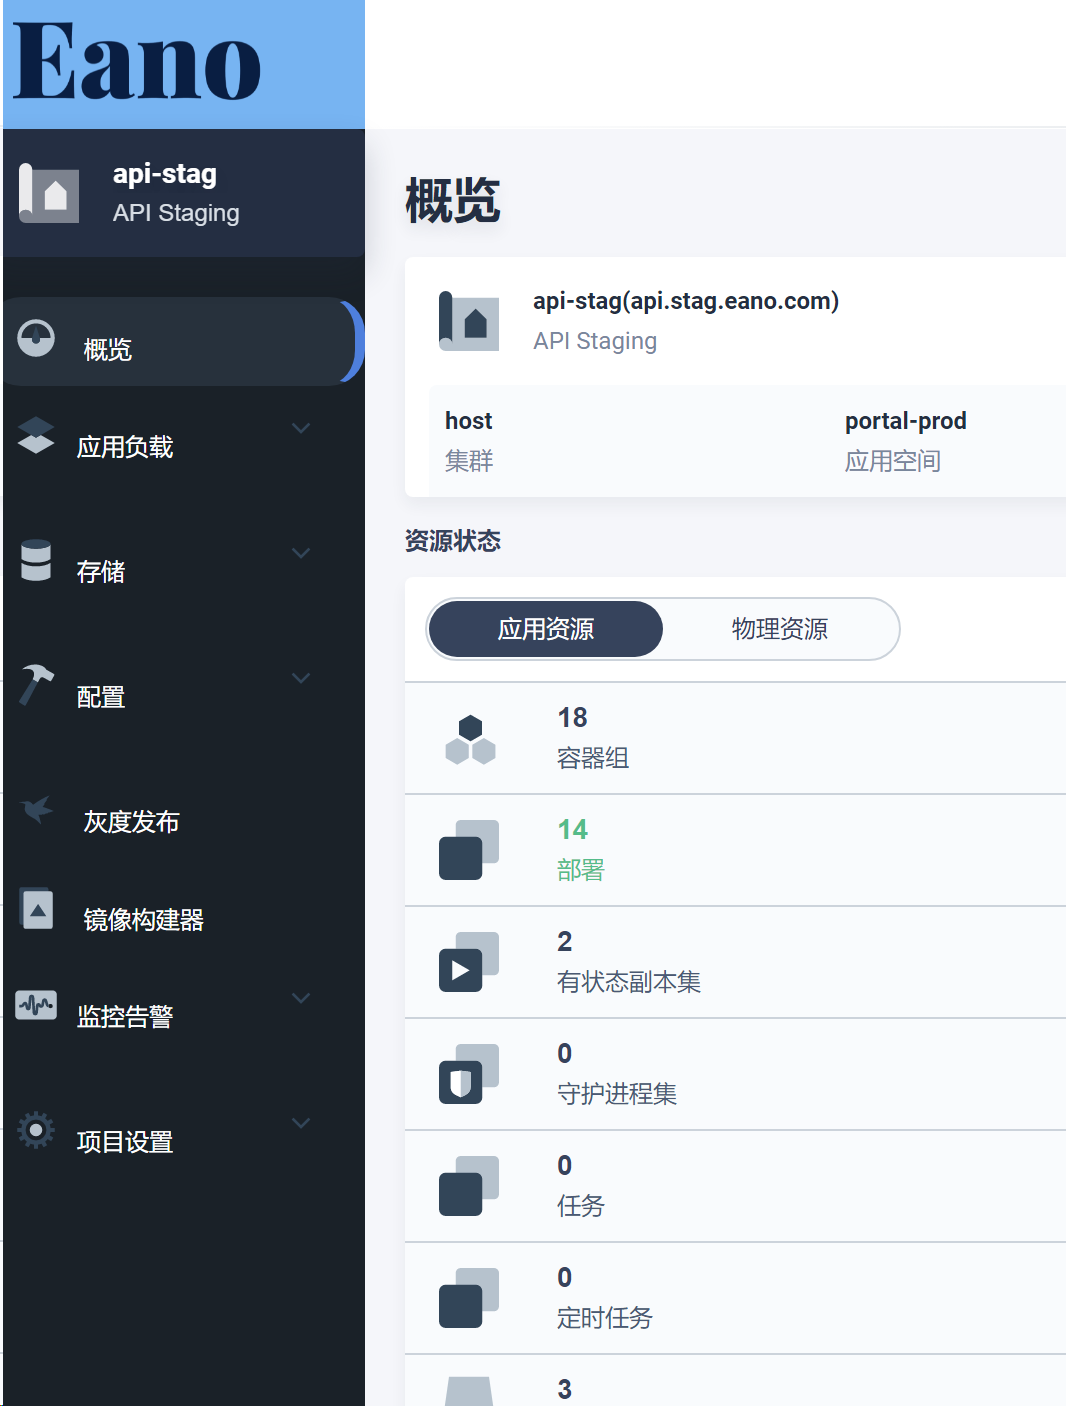 Eano
api-stag
API Staging
概览
应用负载
存储
配置
灰度发布
镜像构建器
监控告警
项目设置
概览
api-stag(api.stag.eano.com)
API Staging
host
集群
portal-prod
应用空间
资源状态
应用资源
物理资源
18
容器组
14
部署
2
有状态副本集
0
守护进程集
0
任务
0
定时任务
3